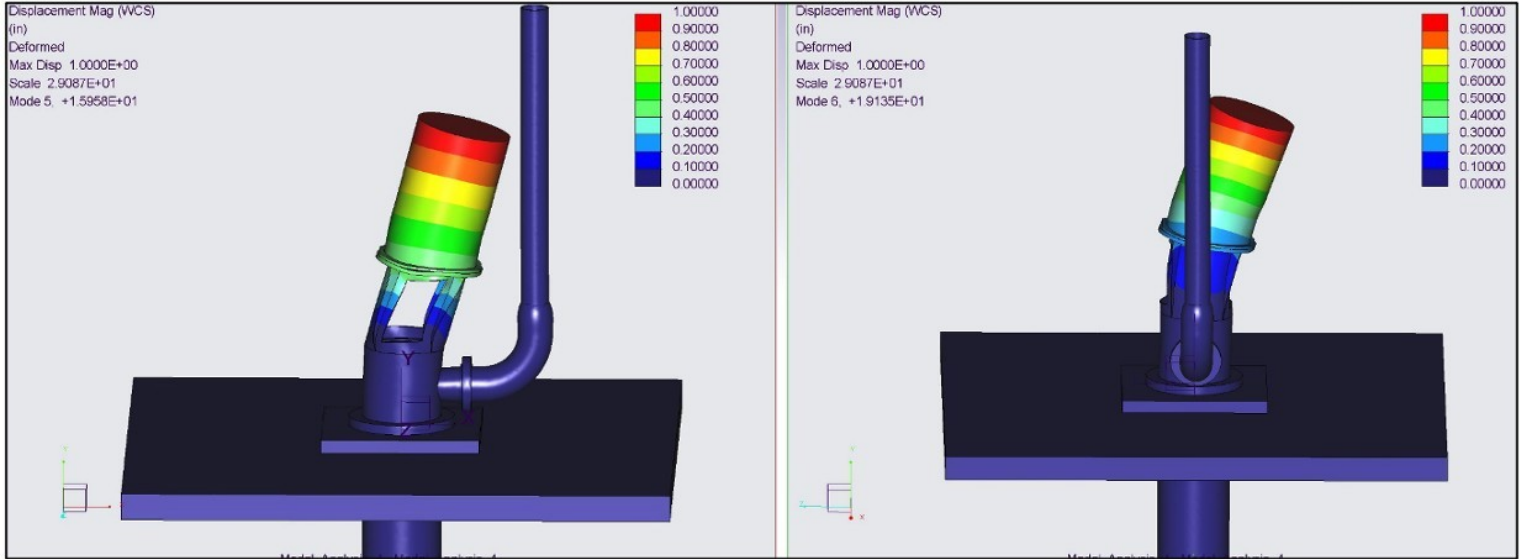 Displacement Mag (WCS)
(in)
Deformed
Max Disp 1.0000E+00
Scale 2.9087E+01
Mode 5, +1.5958E+01
1.00000
0.90000
0.80000
0.70000
0.60000
0.50000
0.40000
0.30000
0.20000
0.10000
0.00000
Y
X
Z
Displacement Mag (WCS)
(in)
Deformed
Max Disp 1.0000E+00
Scale 2.9087E+01
Mode 6, +1.9135E+01
1.00000
0.90000
0.80000
0.70000
0.60000
0.50000
0.40000
0.30000
0.20000
0.10000
0.00000